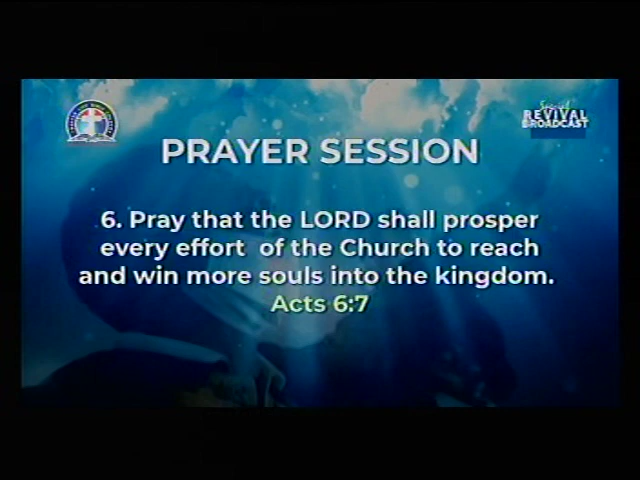 Special
REVIVAL
BROADCAST
PRAYER SESSION
6. Pray that the LORD shall prosper
every effort of the Church to reach
and win more souls into the kingdom.
Acts 6:7